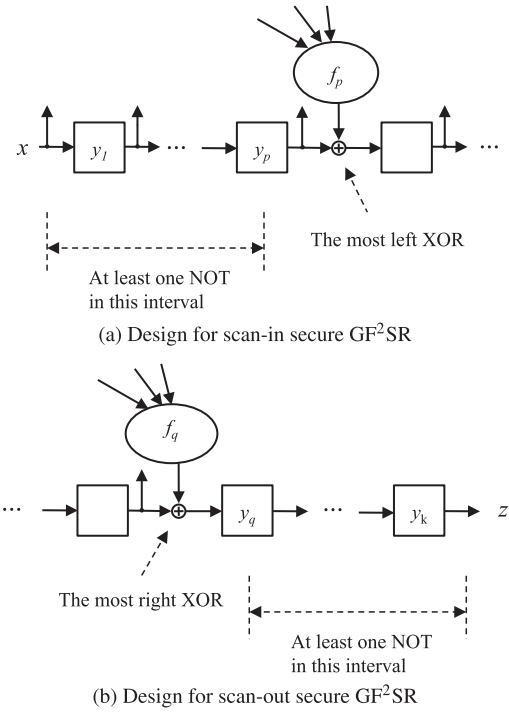 f_p
x y_1 ... y_p ⊕ ...
The most left XOR
At least one NOT
in this interval
(a) Design for scan-in secure GF²SR
f_q
... ⊕ y_q ... y_k z
The most right XOR
At least one NOT
in this interval
(b) Design for scan-out secure GF²SR